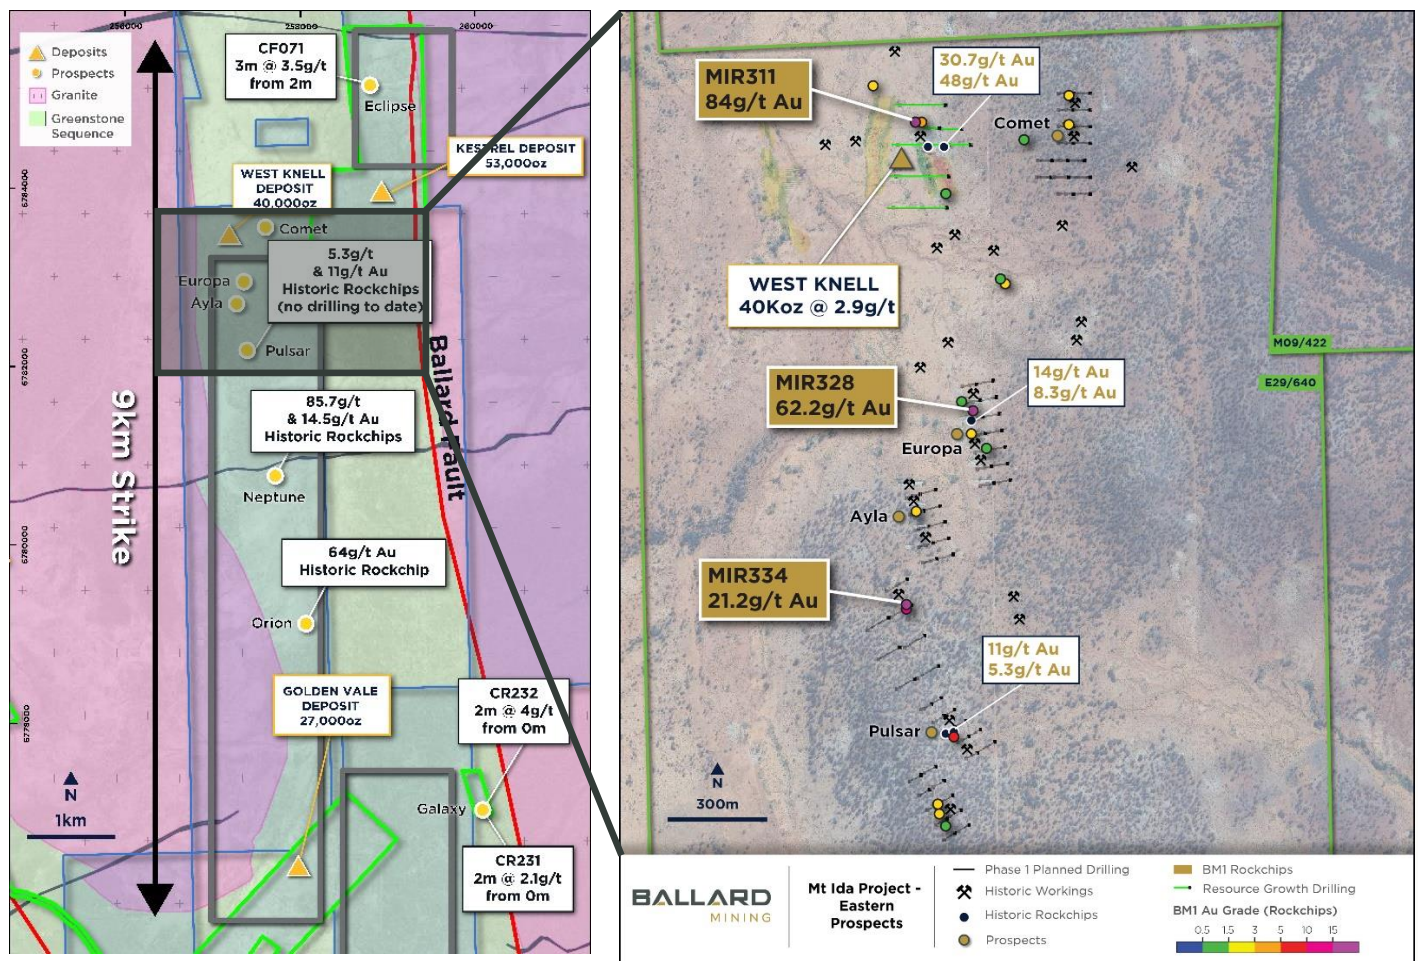 256000
258000
260000
Deposits
Prospects
Granite
Greenstone
Sequence
CF071
3m @ 3.5g/t
from 2m
Eclipse
KESTREL DEPOSIT
53,000oz
WEST KNELL
DEPOSIT
40,000oz
6784000
Comet
5.3g/t
& 11g/t Au
Historic Rockchips
(no drilling to date)
Europa
Ayla
Pulsar
6782000
Ballard Fault
9km Strike
85.7g/t
& 14.5g/t Au
Historic Rockchips
Neptune
6780000
64g/t Au
Historic Rockchip
Orion
GOLDEN VALE
DEPOSIT
27,000oz
CR232
2m @ 4g/t
from 0m
6778000
N
1km
Galaxy
CR231
2m @ 2.1g/t
from 0m
MIR311
84g/t Au
30.7g/t Au
48g/t Au
Comet
WEST KNELL
40Koz @ 2.9g/t
M09/422
E29/640
MIR328
62.2g/t Au
14g/t Au
8.3g/t Au
Europa
Ayla
MIR334
21.2g/t Au
11g/t Au
5.3g/t Au
Pulsar
N
300m
BALLARD
MINING
Mt Ida Project -
Eastern
Prospects
Phase 1 Planned Drilling
Historic Workings
Historic Rockchips
Prospects
BM1 Rockchips
Resource Growth Drilling
BM1 Au Grade (Rockchips)
0.5 1.5 3 5 10 15